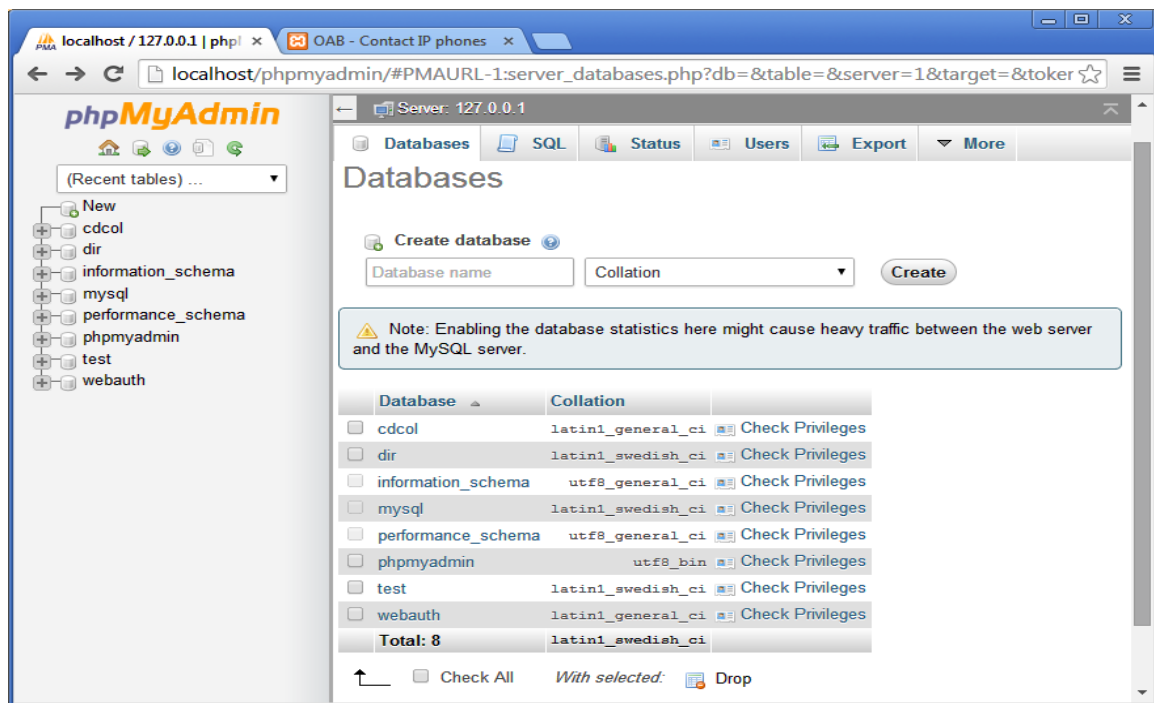 localhost / 127.0.0.1 | phpl
OAB - Contact IP phones
localhost/phpmyadmin/#PMAURL-1:server_databases.php?db=&table=&server=1&target=&toker
phpMyAdmin
(Recent tables) ...
New
cdcol
dir
information_schema
mysql
performance_schema
phpmyadmin
test
webauth
Server: 127.0.0.1
Databases SQL Status Users Export More
Databases
Create database
Database name Collation Create
Note: Enabling the database statistics here might cause heavy traffic between the web server
and the MySQL server.
Database Collation
cdcol latin1_general_ci Check Privileges
dir latin1_swedish_ci Check Privileges
information_schema utf8_general_ci Check Privileges
mysql latin1_swedish_ci Check Privileges
performance_schema utf8_general_ci Check Privileges
phpmyadmin utf8_bin Check Privileges
test latin1_swedish_ci Check Privileges
webauth latin1_general_ci Check Privileges
Total: 8 latin1_swedish_ci
Check All With selected: Drop